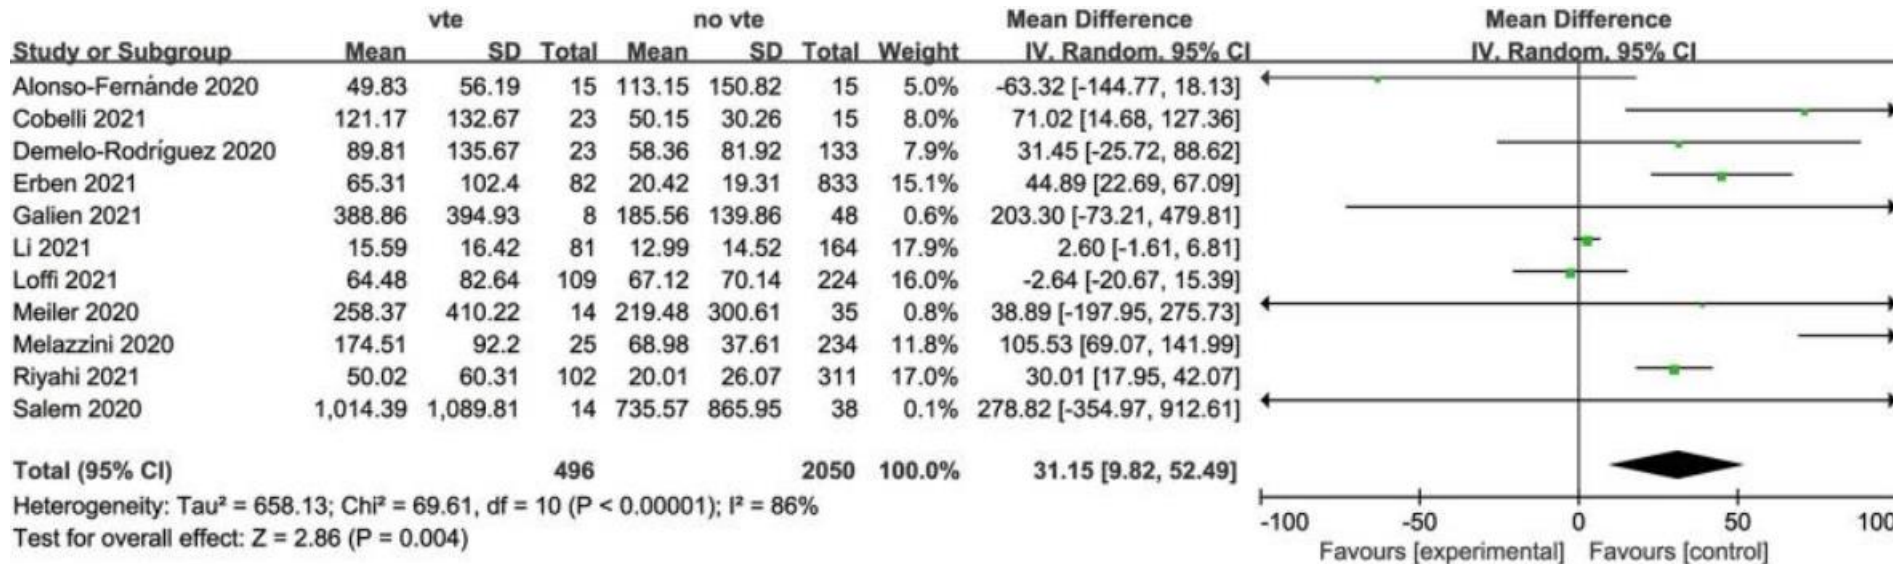 vte no vte Mean Difference Mean Difference
Study or Subgroup Mean SD Total Mean SD Total Weight IV. Random. 95% CI IV. Random. 95% CI
Alonso-Fernánde 2020 49.83 56.19 15 113.15 150.82 15 5.0% -63.32 [-144.77, 18.13]
Cobelli 2021 121.17 132.67 23 50.15 30.26 15 8.0% 71.02 [14.68, 127.36]
Demelo-Rodríguez 2020 89.81 135.67 23 58.36 81.92 133 7.9% 31.45 [-25.72, 88.62]
Erben 2021 65.31 102.4 82 20.42 19.31 833 15.1% 44.89 [22.69, 67.09]
Galien 2021 388.86 394.93 8 185.56 139.86 48 0.6% 203.30 [-73.21, 479.81]
Li 2021 15.59 16.42 81 12.99 14.52 164 17.9% 2.60 [-1.61, 6.81]
Loffi 2021 64.48 82.64 109 67.12 70.14 224 16.0% -2.64 [-20.67, 15.39]
Meiler 2020 258.37 410.22 14 219.48 300.61 35 0.8% 38.89 [-197.95, 275.73]
Melazzini 2020 174.51 92.2 25 68.98 37.61 234 11.8% 105.53 [69.07, 141.99]
Riyahi 2021 50.02 60.31 102 20.01 26.07 311 17.0% 30.01 [17.95, 42.07]
Salem 2020 1,014.39 1,089.81 14 735.57 865.95 38 0.1% 278.82 [-354.97, 912.61]
Total (95% CI) 496 2050 100.0% 31.15 [9.82, 52.49]
Heterogeneity: Tau² = 658.13; Chi² = 69.61, df = 10 (P < 0.00001); I² = 86%
Test for overall effect: Z = 2.86 (P = 0.004)
-100 -50 0 50 100
Favours [experimental] Favours [control]